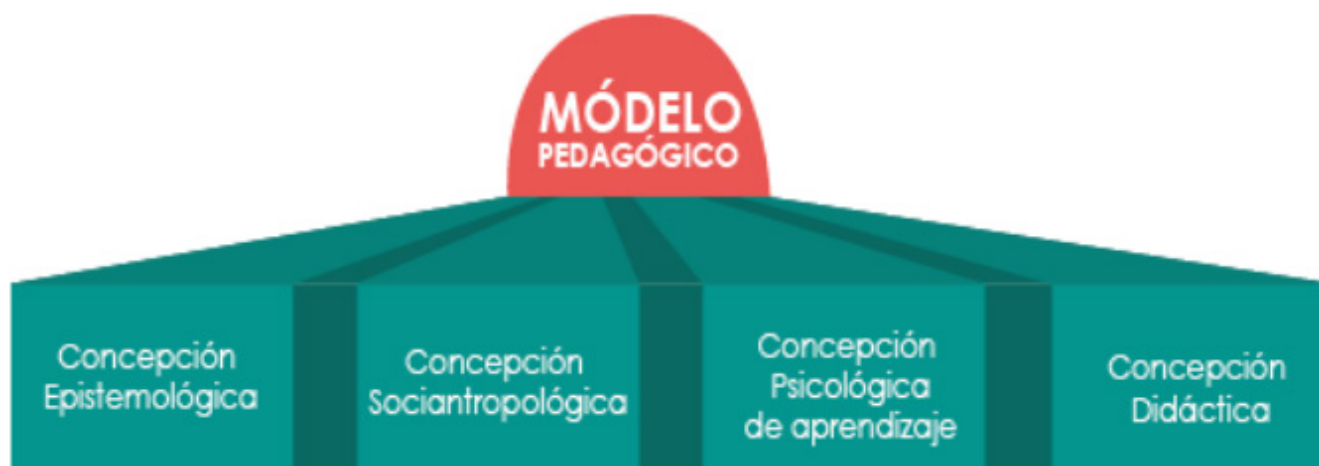 MÓDELO
PEDAGÓGICO
Concepción
Epistemológica
Concepción
Sociantropológica
Concepción
Psicológica
de aprendizaje
Concepción
Didáctica